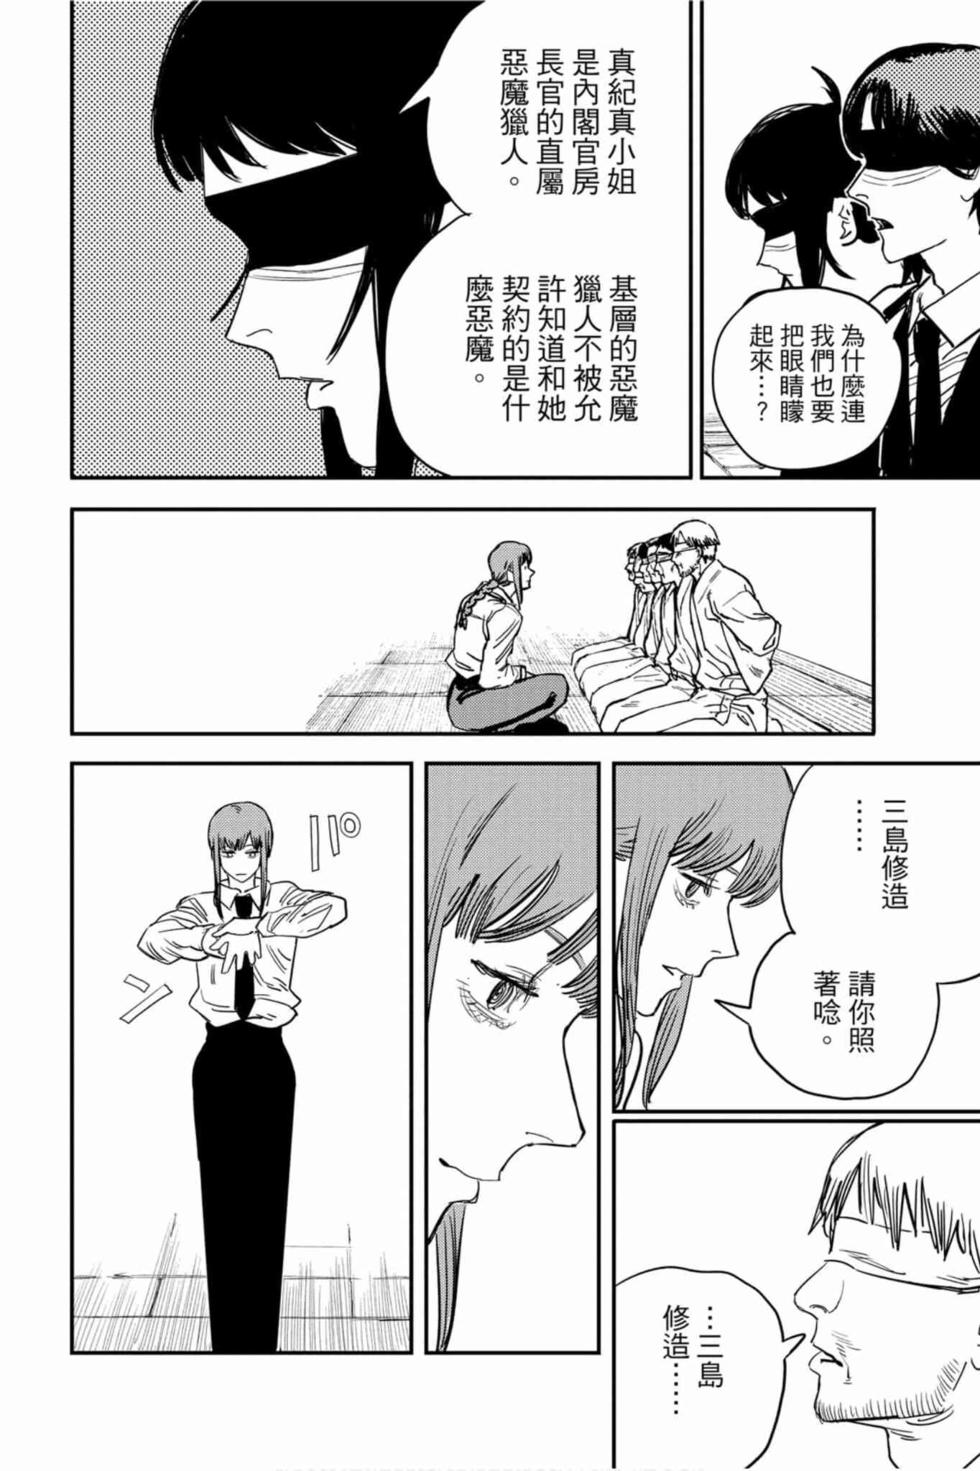 為什麼連
我們也要
把眼睛矇
起來…?
真紀真小姐
是內閣官房
長官的直屬
惡魔獵人。
基層的惡魔
獵人不被允
許知道和她
契約的是什
麼惡魔。
三島修造
……
請你照
著唸。
…三島
修造……
パン